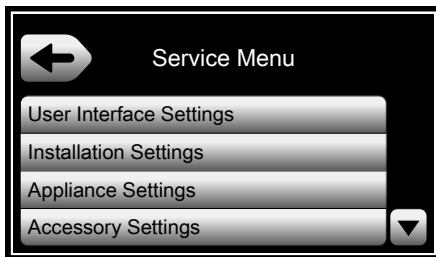 Service Menu
User Interface Settings
Installation Settings
Appliance Settings
Accessory Settings